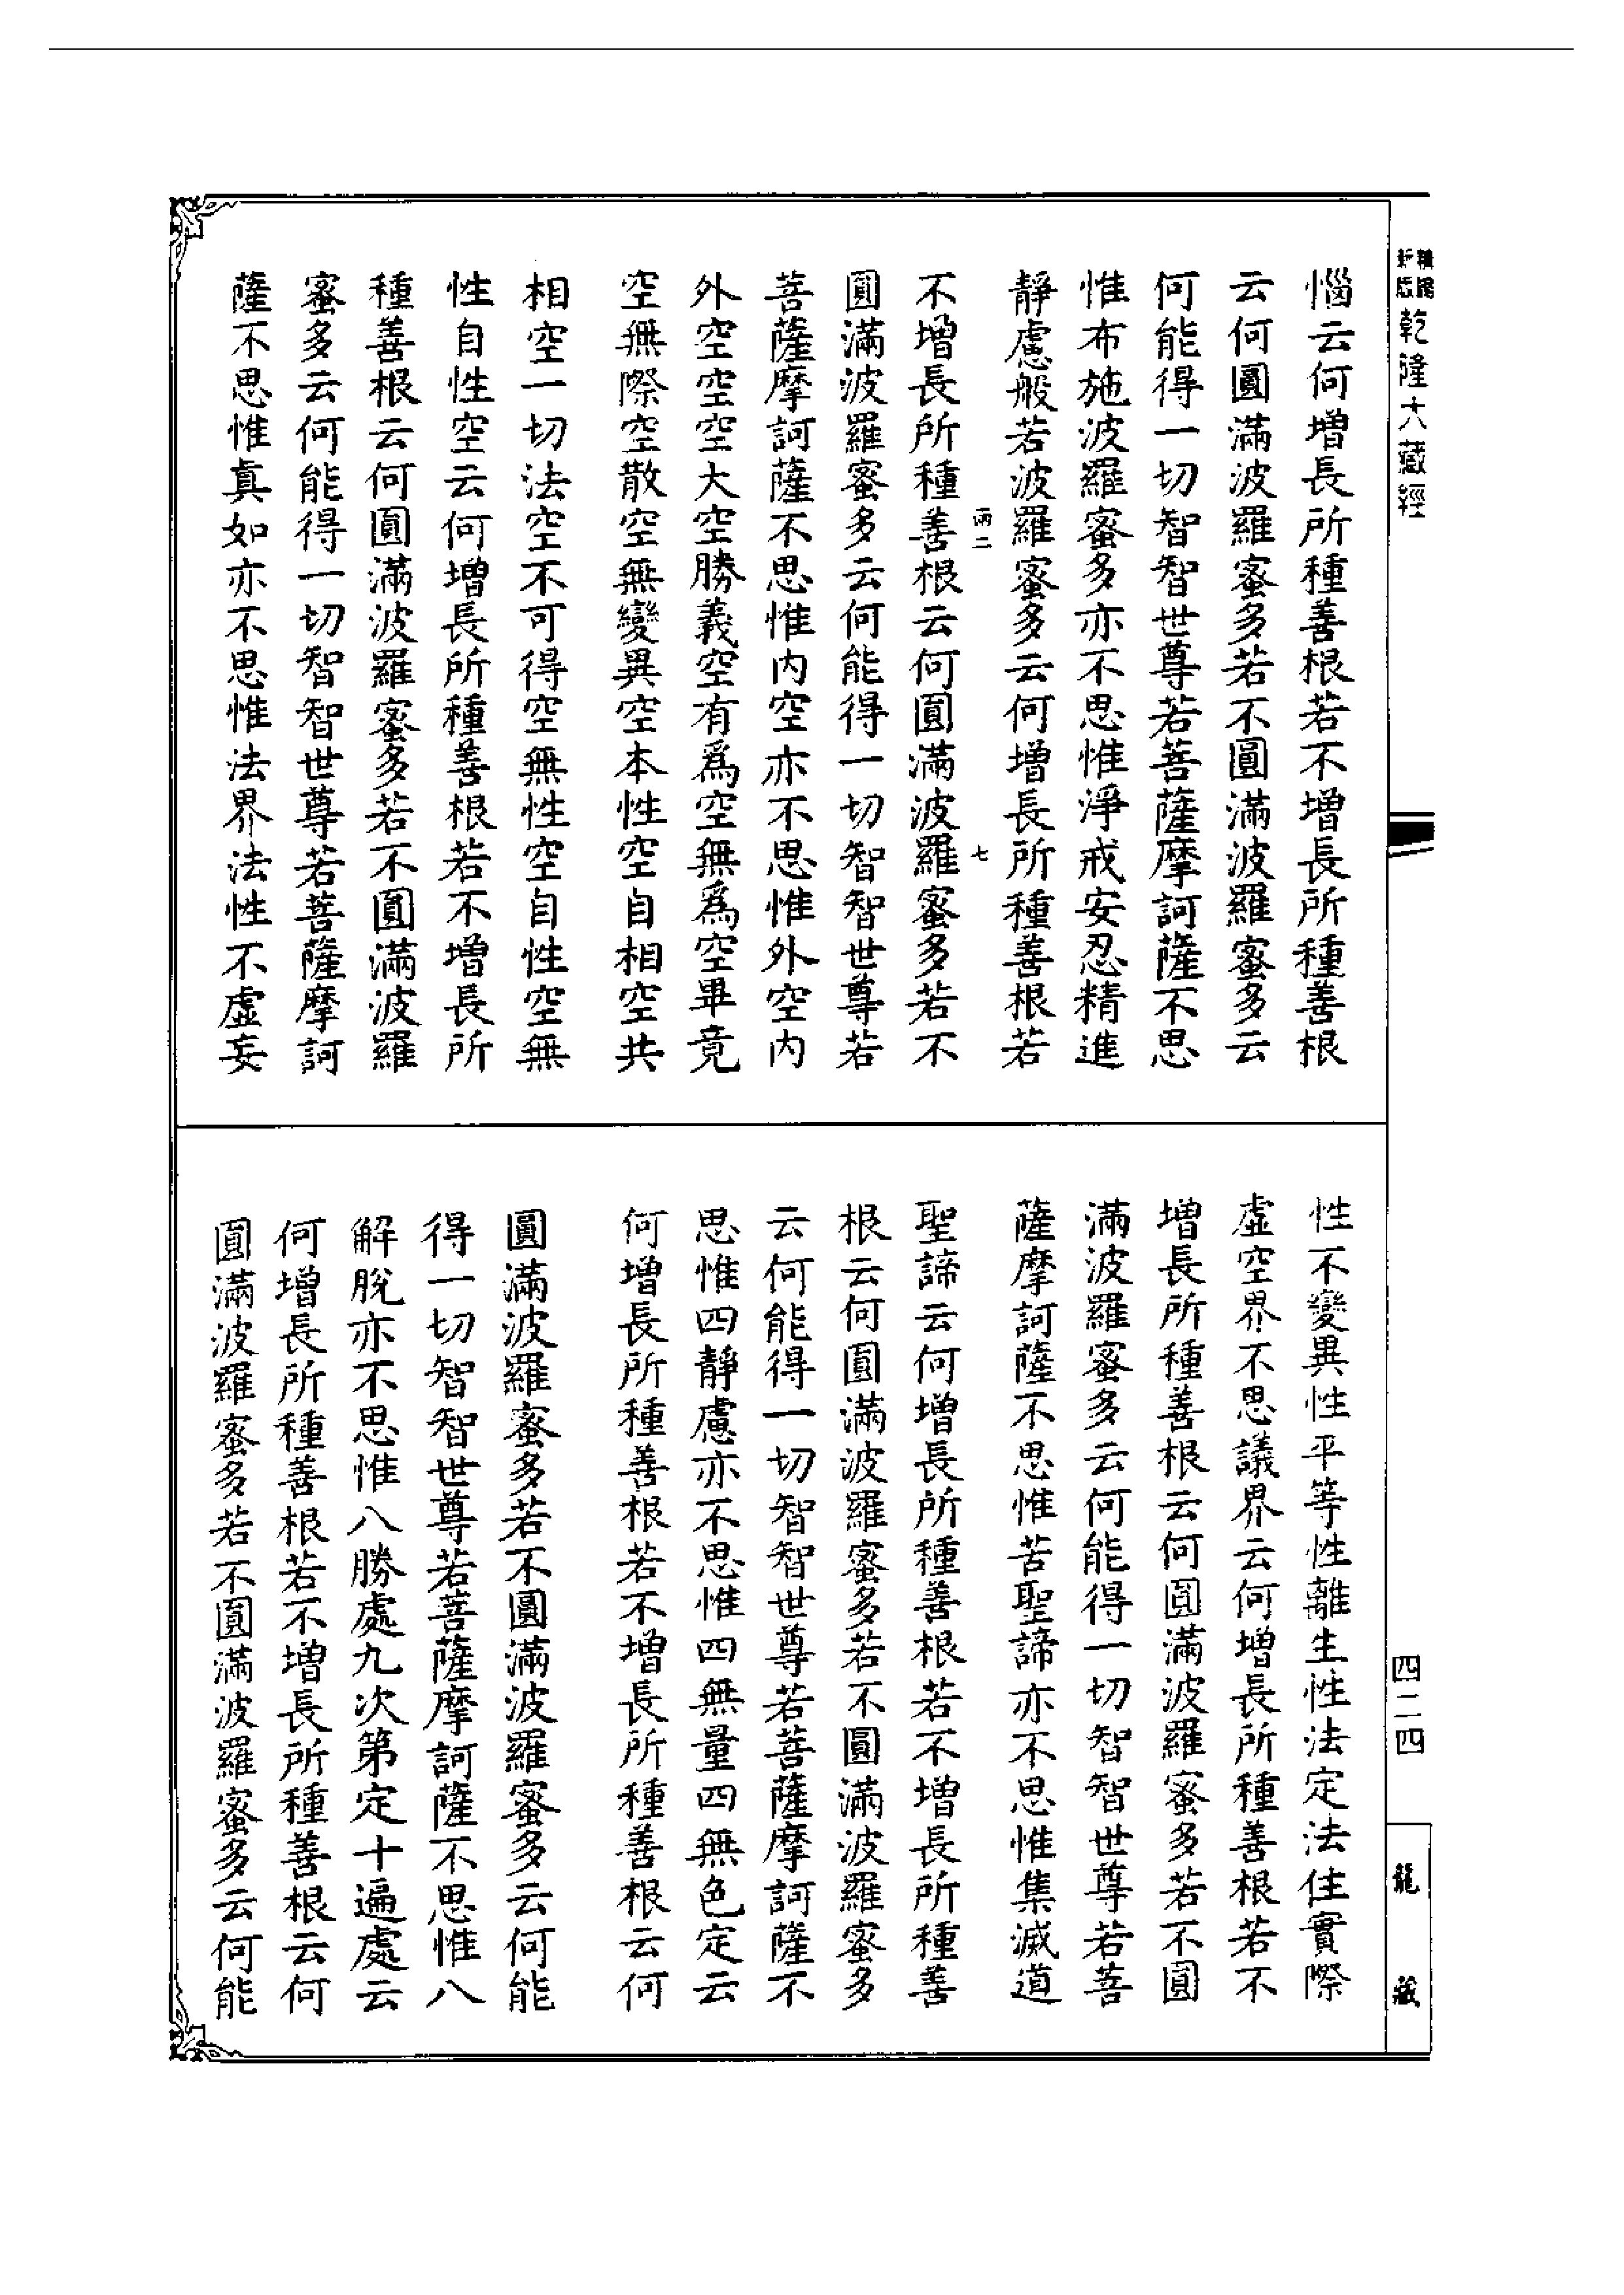 乾隆大藏經
惱云何增長所種善根若不增長所種善根
云何圓滿波羅蜜多若不圓滿波羅蜜多云
何能得一切智智世尊若菩薩摩訶薩不思
惟布施波羅蜜多亦不思惟淨戒安忍精進
靜慮般若波羅蜜多云何增長所種善根若
兩二
七
不增長所種善根云何圓滿波羅蜜多若不
圓滿波羅蜜多云何能得一切智智世尊若
菩薩摩訶薩不思惟內空亦不思惟外空內
外空空空大空勝義空有爲空無爲空畢竟
空無際空散空無變異空本性空自相空共
相空一切法空不可得空無性空自性空無
性自性空云何增長所種善根若不增長所
種善根云何圓滿波羅蜜多若不圓滿波羅
蜜多云何能得一切智智世尊若菩薩摩訶
薩不思惟真如亦不思惟法界法性不虛妄
性不變異性平等性離生性法定法住實際
虛空界不思議界云何增長所種善根若不
增長所種善根云何圓滿波羅蜜多若不圓
滿波羅蜜多云何能得一切智智世尊若菩
薩摩訶薩不思惟苦聖諦亦不思惟集滅道
聖諦云何增長所種善根若不增長所種善
根云何圓滿波羅蜜多若不圓滿波羅蜜多
云何能得一切智智世尊若菩薩摩訶薩不
思惟四靜慮亦不思惟四無量四無色定云
何增長所種善根若不增長所種善根云何
圓滿波羅蜜多若不圓滿波羅蜜多云何能
得一切智智世尊若菩薩摩訶薩不思惟八
解脫亦不思惟八勝處九次第定十遍處云
何增長所種善根若不增長所種善根云何
圓滿波羅蜜多若不圓滿波羅蜜多云何能
四二四
龍藏